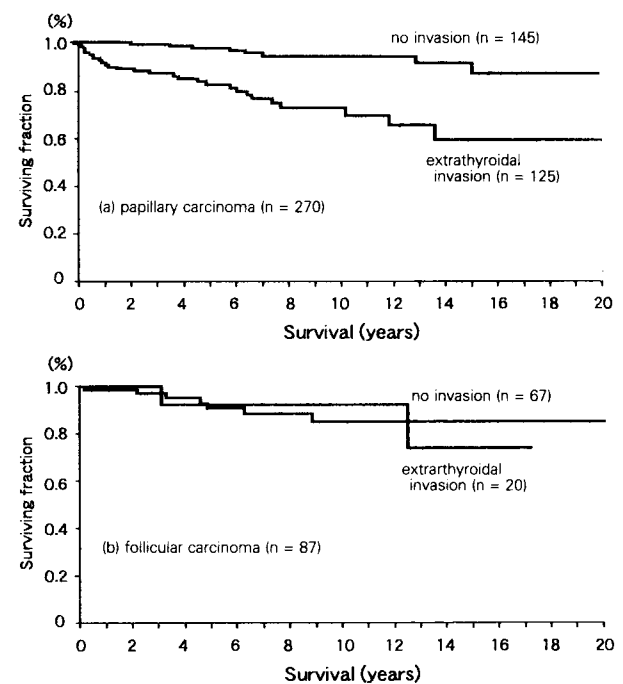 (%)
1.0
0.8
0.6
0.4
0.2
0
Surviving fraction
no invasion (n = 145)
extrathyroidal
invasion (n = 125)
(a) papillary carcinoma (n = 270)
0 2 4 6 8 10 12 14 16 18 20
Survival (years)
(%)
1.0
0.8
0.6
0.4
0.2
0
Surviving fraction
no invasion (n = 67)
extrarthyroidal
invasion (n = 20)
(b) follicular carcinoma (n = 87)
0 2 4 6 8 10 12 14 16 18 20
Survival (years)